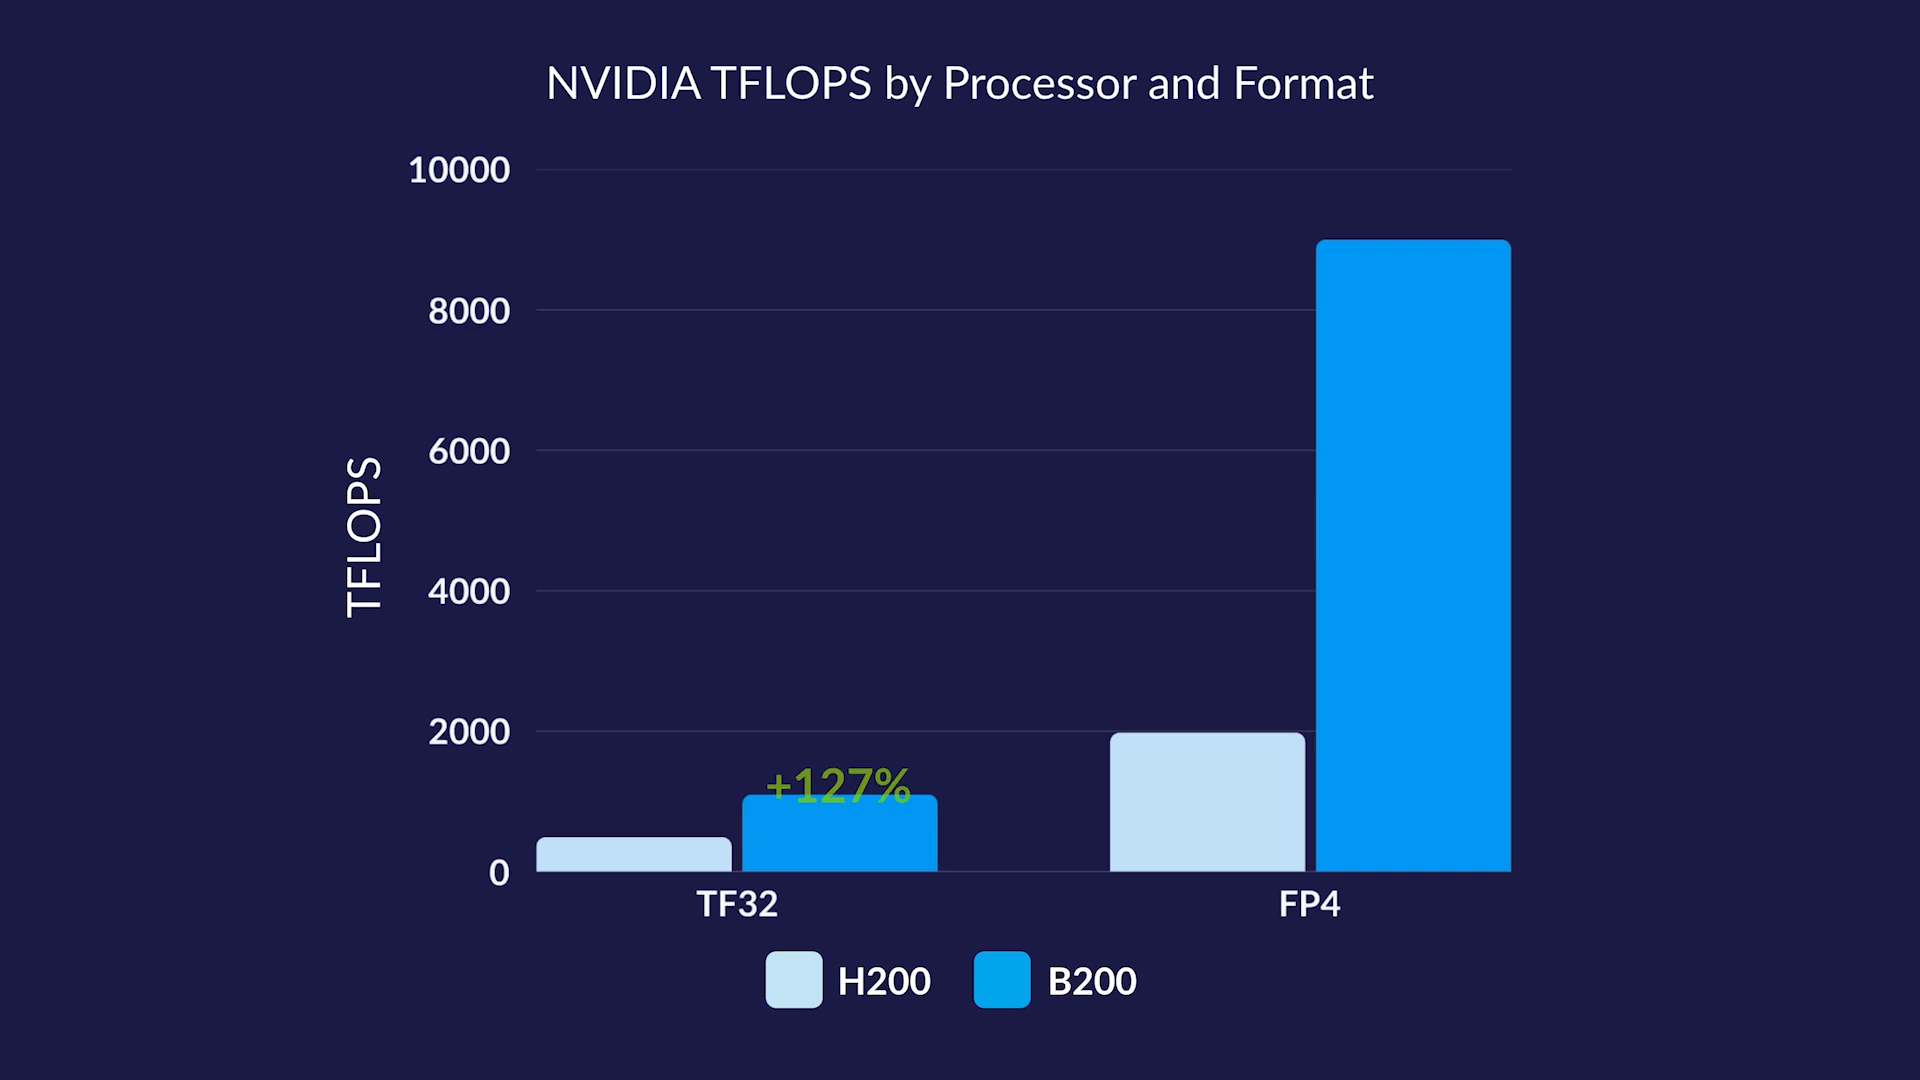 NVIDIA TFLOPS by Processor and Format
10000
8000
6000
4000
2000
0
TFLOPS
+127%
TF32
FP4
H200
B200